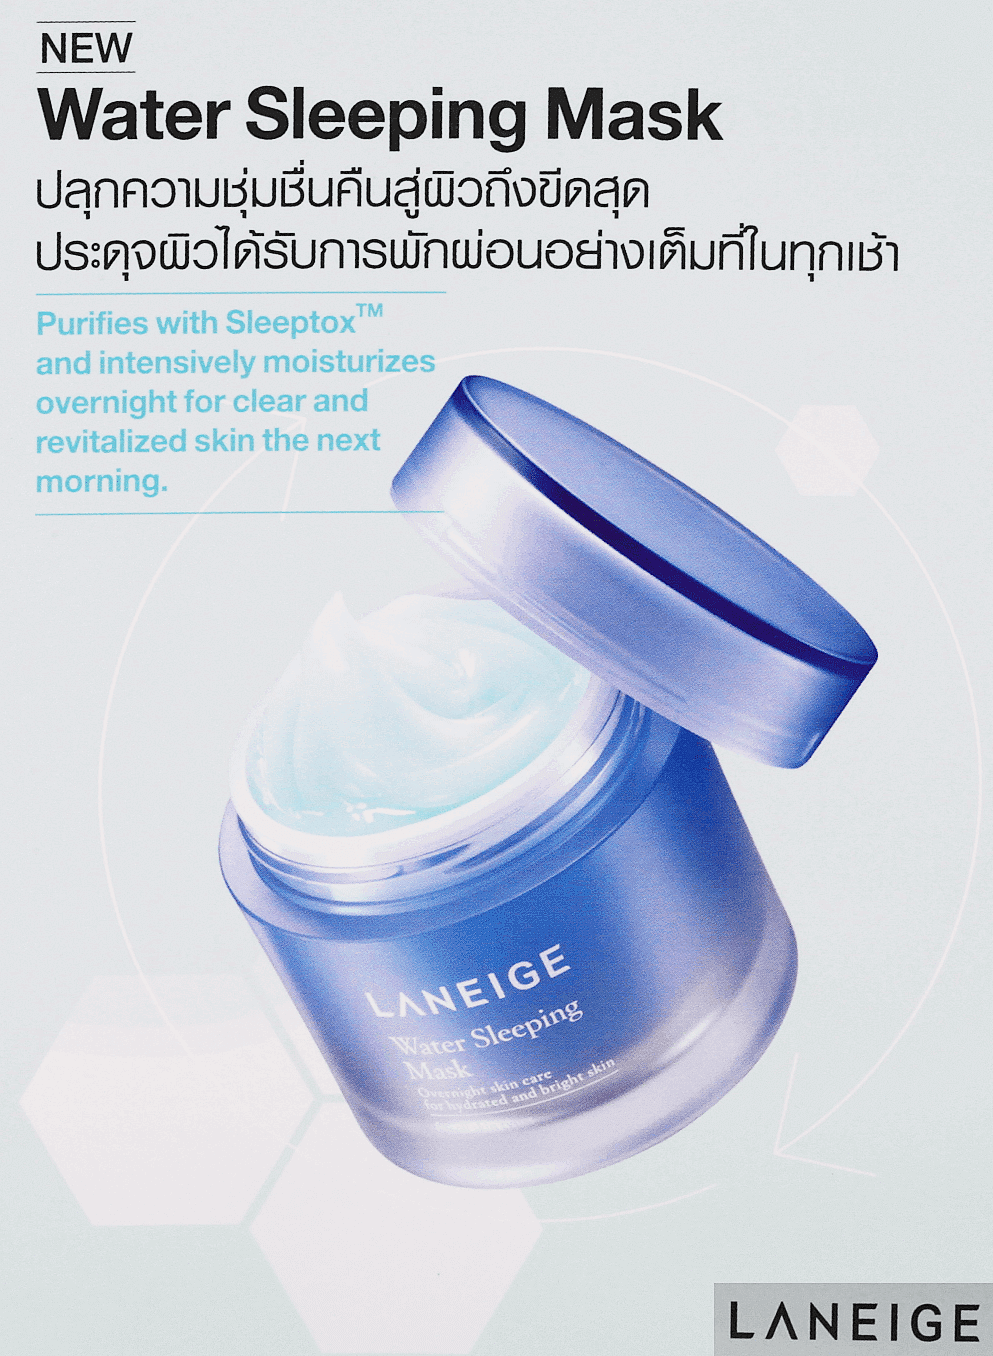 NEW
Water Sleeping Mask
ปลุกความชุ่มชื่นคืนสู่ผิวถึงขีดสุด
ประดุจผิวได้รับการพักผ่อนอย่างเต็มที่ในทุกเช้า
Purifies with Sleeptox™
and intensively moisturizes
overnight for clear and
revitalized skin the next
morning.
LANEIGE
Water Sleeping
Mask
Overnight skin care
for hydrated and bright skin
LANEIGE